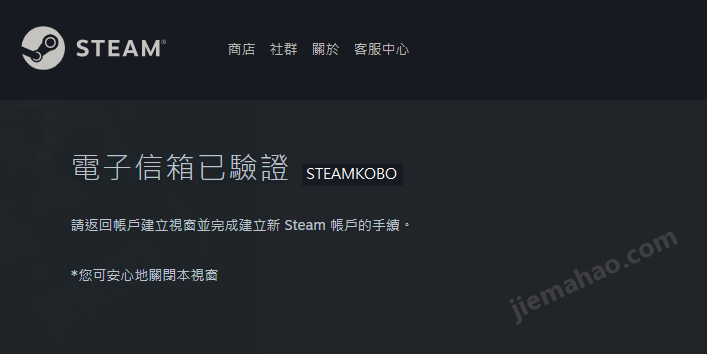 STEAM®
商店 社群 關於 客服中心
電子信箱已驗證 STEAMKOBO
請返回帳戶建立視窗並完成建立新 Steam 帳戶的手續。
*您可安心地關閉本視窗
jiemahao.com